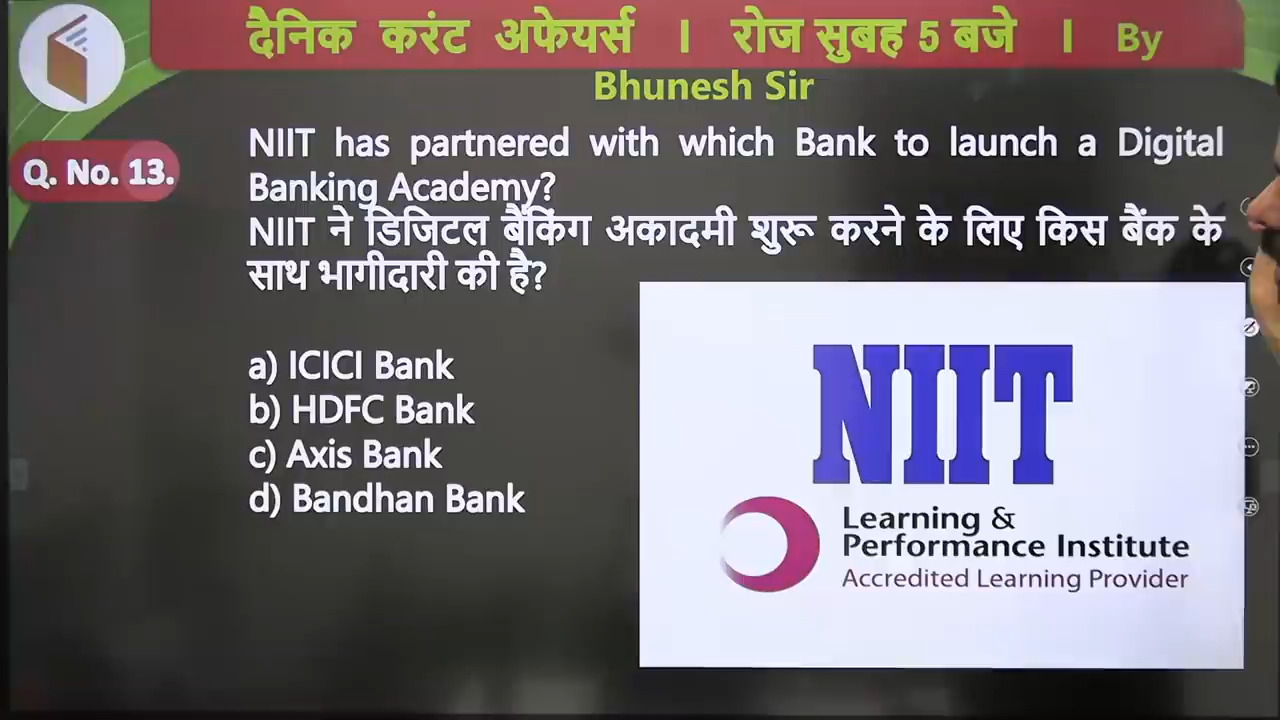 दैनिक करंट अफेयर्स । रोज सुबह 5 बजे । By
Bhunesh Sir
Q. No. 13.
NIIT has partnered with which Bank to launch a Digital
Banking Academy?
NIIT ने डिजिटल बैंकिंग अकादमी शुरू करने के लिए किस बैंक के
साथ भागीदारी की है?
a) ICICI Bank
b) HDFC Bank
c) Axis Bank
d) Bandhan Bank
NIIT
Learning &
Performance Institute
Accredited Learning Provider